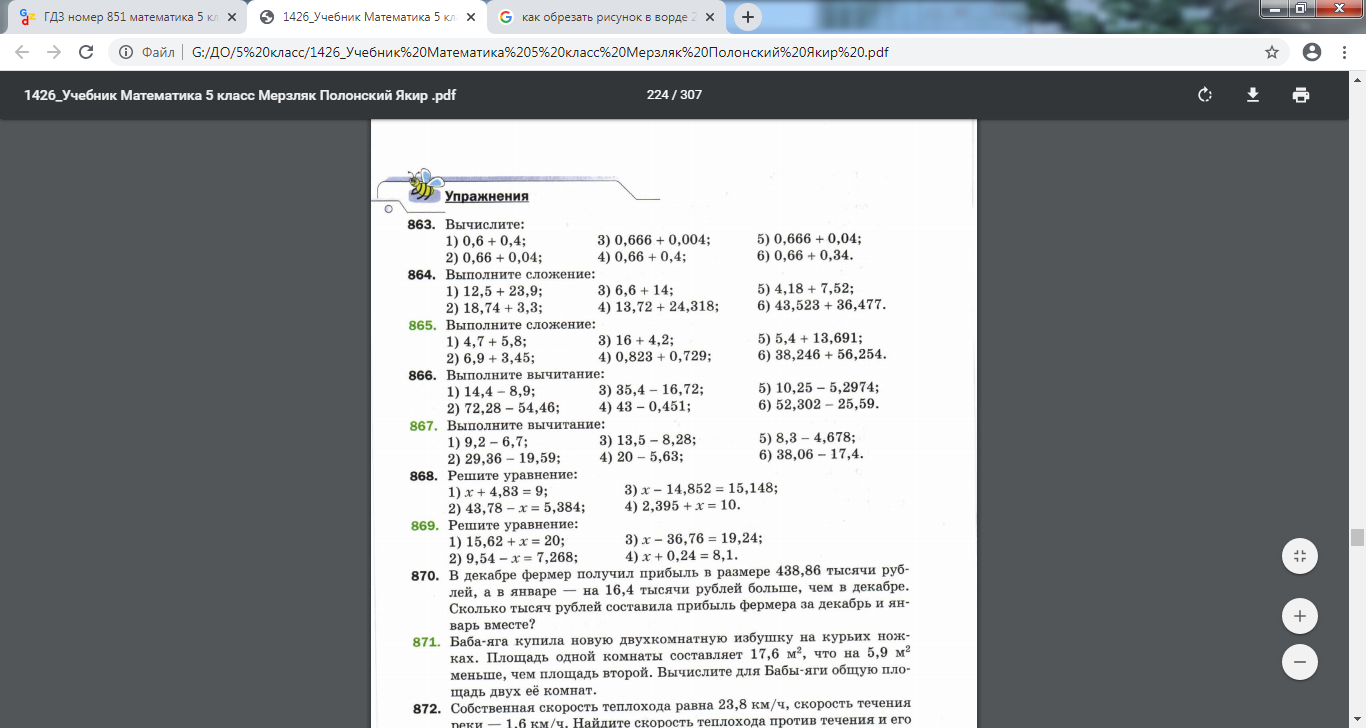 ГДЗ номер 851 математика 5 кл
1426_Учебник Математика 5 кл
как обрезать рисунок в ворде 2
Файл
G:/ДО/5%20класс/1426_Учебник%20Математика%205%20класс%20Мерзляк%20Полонский%20Якир%20.pdf
1426_Учебник Математика 5 класс Мерзляк Полонский Якир .pdf
224 / 307
Упражнения
863. Вычислите:
1) 0,6 + 0,4; 3) 0,666 + 0,004; 5) 0,666 + 0,04;
2) 0,66 + 0,04; 4) 0,66 + 0,4; 6) 0,66 + 0,34.
864. Выполните сложение:
1) 12,5 + 23,9; 3) 6,6 + 14; 5) 4,18 + 7,52;
2) 18,74 + 3,3; 4) 13,72 + 24,318; 6) 43,523 + 36,477.
865. Выполните сложение:
1) 4,7 + 5,8; 3) 16 + 4,2; 5) 5,4 + 13,691;
2) 6,9 + 3,45; 4) 0,823 + 0,729; 6) 38,246 + 56,254.
866. Выполните вычитание:
1) 14,4 − 8,9; 3) 35,4 − 16,72; 5) 10,25 − 5,2974;
2) 72,28 − 54,46; 4) 43 − 0,451; 6) 52,302 − 25,59.
867. Выполните вычитание:
1) 9,2 − 6,7; 3) 13,5 − 8,28; 5) 8,3 − 4,678;
2) 29,36 − 19,59; 4) 20 − 5,63; 6) 38,06 − 17,4.
868. Решите уравнение:
1) x + 4,83 = 9; 3) x − 14,852 = 15,148;
2) 43,78 − x = 5,384; 4) 2,395 + x = 10.
869. Решите уравнение:
1) 15,62 + x = 20; 3) x − 36,76 = 19,24;
2) 9,54 − x = 7,268; 4) x + 0,24 = 8,1.
870. В декабре фермер получил прибыль в размере 438,86 тысячи руб-
лей, а в январе — на 16,4 тысячи рублей больше, чем в декабре.
Сколько тысяч рублей составила прибыль фермера за декабрь и ян-
варь вместе?
871. Баба-яга купила новую двухкомнатную избушку на курьих нож-
ках. Площадь одной комнаты составляет 17,6 м², что на 5,9 м²
меньше, чем площадь второй. Вычислите для Бабы-яги общую пло-
щадь двух её комнат.
872. Собственная скорость теплохода равна 23,8 км/ч, скорость течения
реки — 1,6 км/ч. Найдите скорость теплохода против течения и его